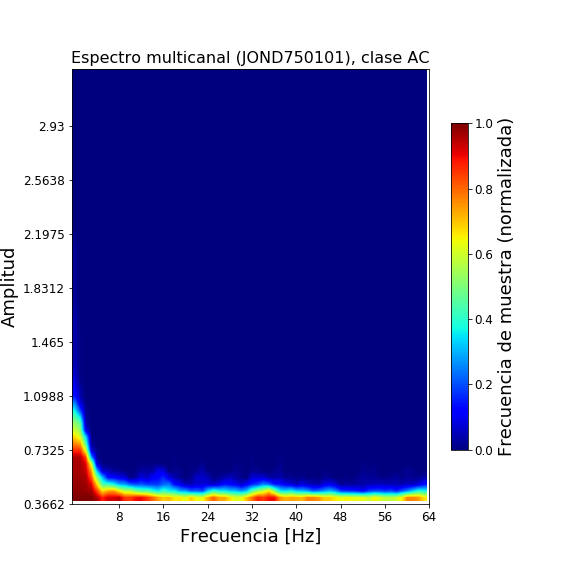 Espectro multicanal (JOND750101), clase AC
Amplitud
2.93
2.5638
2.1975
1.8312
1.465
1.0988
0.7325
0.3662
8 16 24 32 40 48 56 64
Frecuencia [Hz]
1.0
0.8
0.6
0.4
0.2
0.0
Frecuencia de muestra (normalizada)